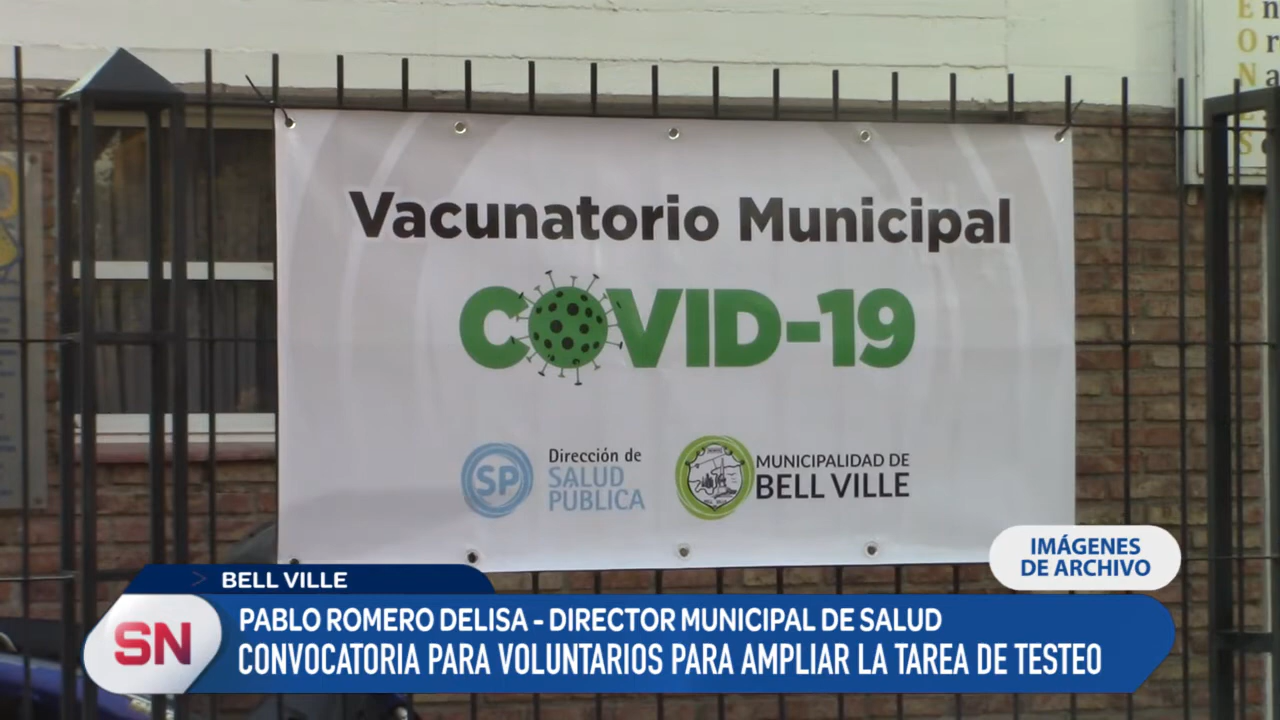 Vacunatorio Municipal
COVID-19
SP
Dirección de
SALUD
PÚBLICA
MUNICIPALIDAD DE
BELL VILLE
IMÁGENES
DE ARCHIVO
> BELL VILLE
SN
PABLO ROMERO DELISA - DIRECTOR MUNICIPAL DE SALUD
CONVOCATORIA PARA VOLUNTARIOS PARA AMPLIAR LA TAREA DE TESTEO